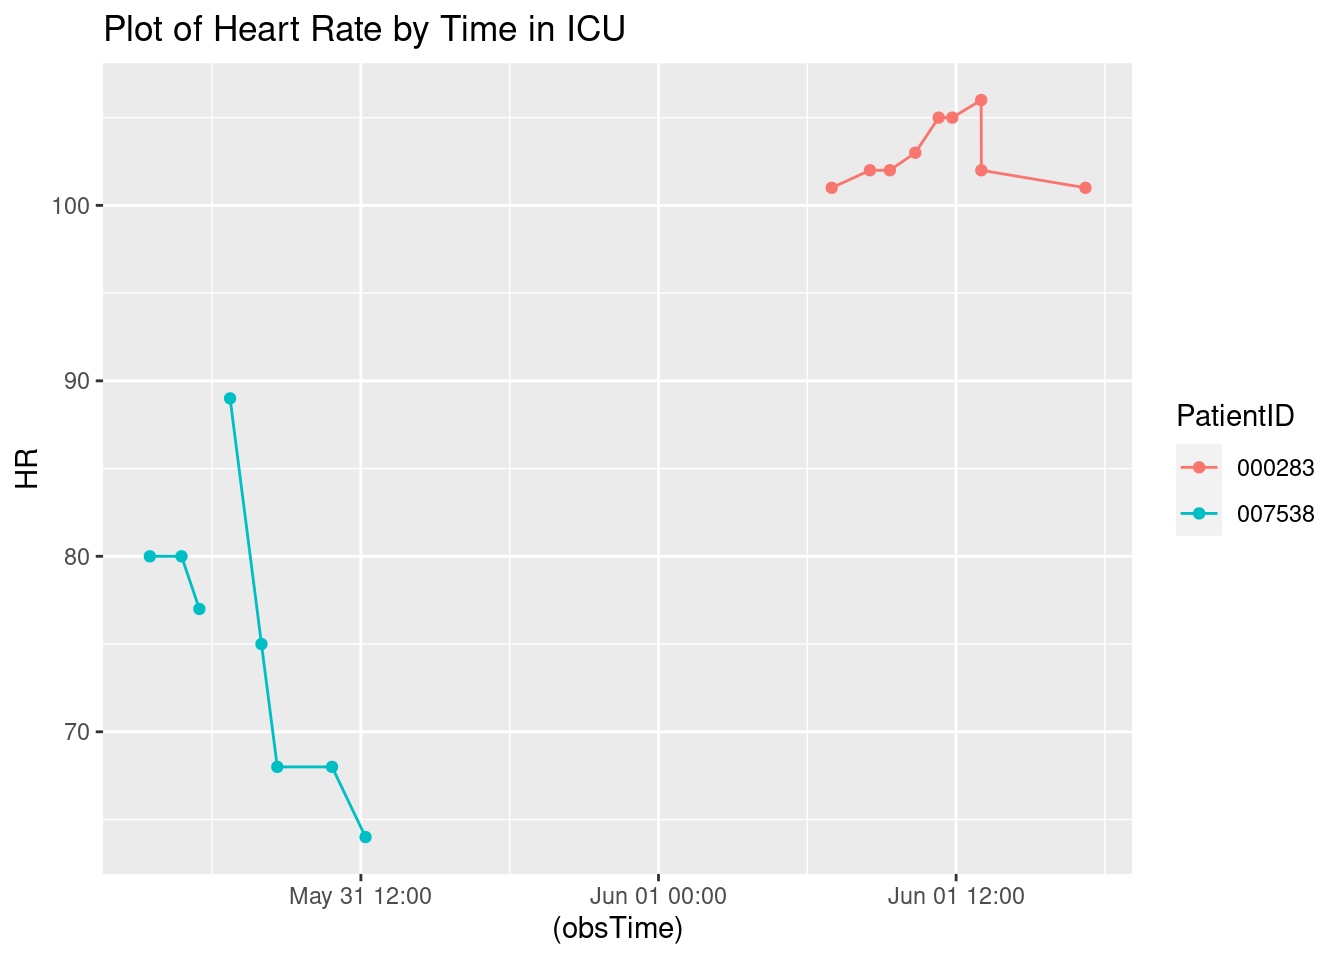 Plot of Heart Rate by Time in ICU
100
90
80
70
HR
May 31 12:00
Jun 01 00:00
Jun 01 12:00
(obsTime)
PatientID
000283
007538